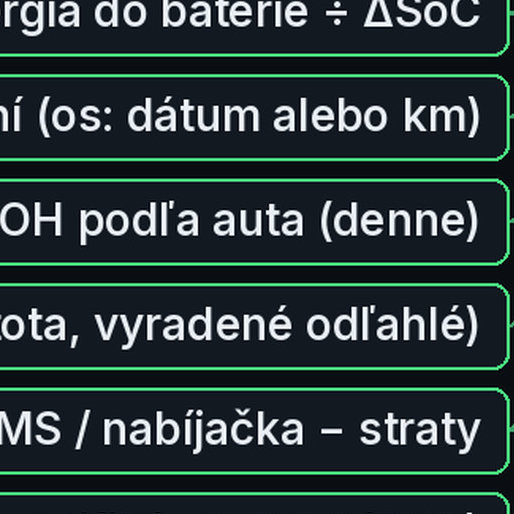 rgia do batérie ÷ ΔSoC
ní (os: dátum alebo km)
OH podľa auta (denne)
ota, vyradené odľahlé)
MS / nabíjačka − straty